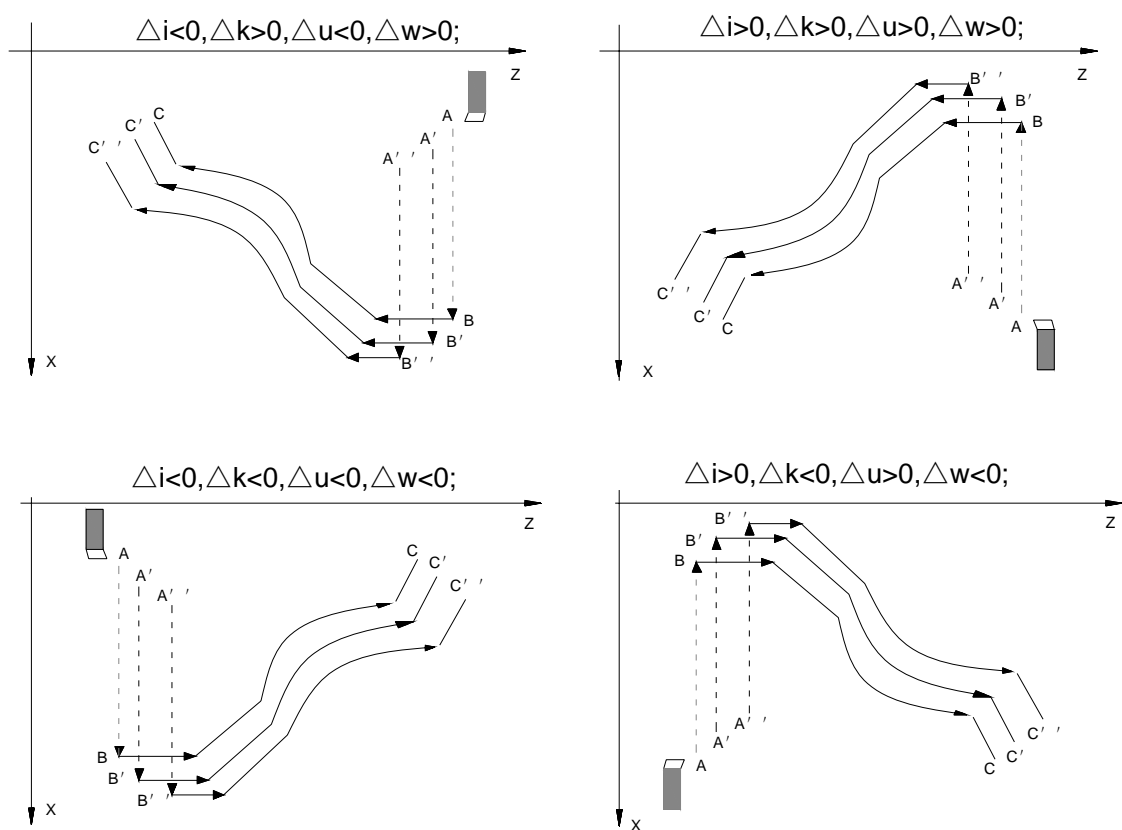 △i<0,△k>0,△u<0,△w>0;
Z
A
A′
A′ ′
C
C′
C′ ′
B
B′
B′ ′
X
△i>0,△k>0,△u>0,△w>0;
Z
B′ ′
B′
B
C′ ′
C′
C
A′ ′
A′
A
X
△i<0,△k<0,△u<0,△w<0;
Z
A
A′
A′ ′
C
C′
C′ ′
B
B′
B′ ′
X
△i>0,△k<0,△u>0,△w<0;
Z
B′ ′
B′
B
A′ ′
A′
A
C′ ′
C′
C
X